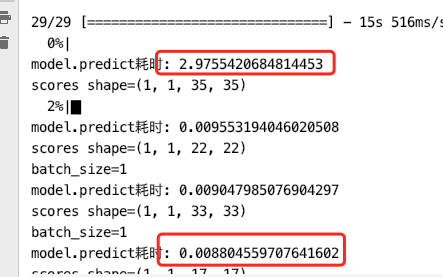 29/29 [==============================] - 15s 516ms/s
0%|
model.predict耗时: 2.9755420684814453
scores shape=(1, 1, 35, 35)
2%|█
model.predict耗时: 0.009553194046020508
scores shape=(1, 1, 22, 22)
batch_size=1
model.predict耗时: 0.009047985076904297
scores shape=(1, 1, 33, 33)
batch_size=1
model.predict耗时: 0.008804559707641602
scores shape=(1, 1, 17, 17)